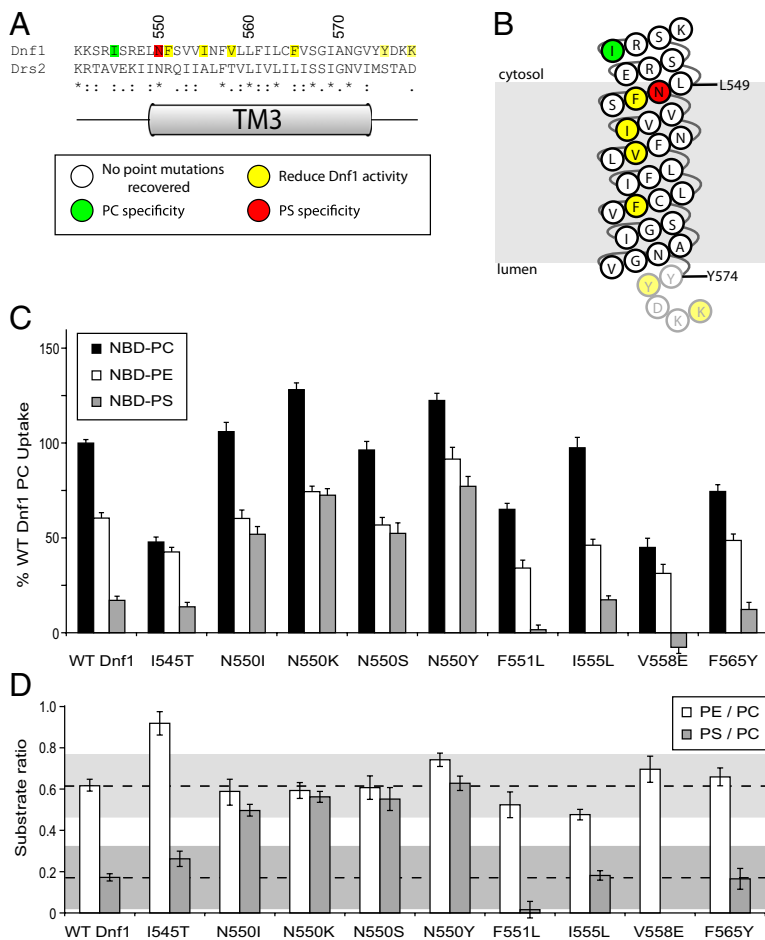 A
550 560 570
Dnf1 KKSRISRELNFSVVINFVLLFILCFVSGIANGVYYDKK
Drs2 KRTAVEKIINRQIIALFTVLIVLILISSIGNVIMSTAD
TM3
No point mutations recovered
Reduce Dnf1 activity
PC specificity
PS specificity
B
I R S K
E R S
cytosol
S F N L
L549
I V V
L V F N
I F L
V F C L
I G S
lumen
V G N A
Y Y
Y574
D K K
C
NBD-PC
NBD-PE
NBD-PS
% WT Dnf1 PC Uptake
150
100
50
0
WT Dnf1 I545T N550I N550K N550S N550Y F551L I555L V558E F565Y
D
PE / PC
PS / PC
Substrate ratio
1.0
0.8
0.6
0.4
0.2
0
WT Dnf1 I545T N550I N550K N550S N550Y F551L I555L V558E F565Y